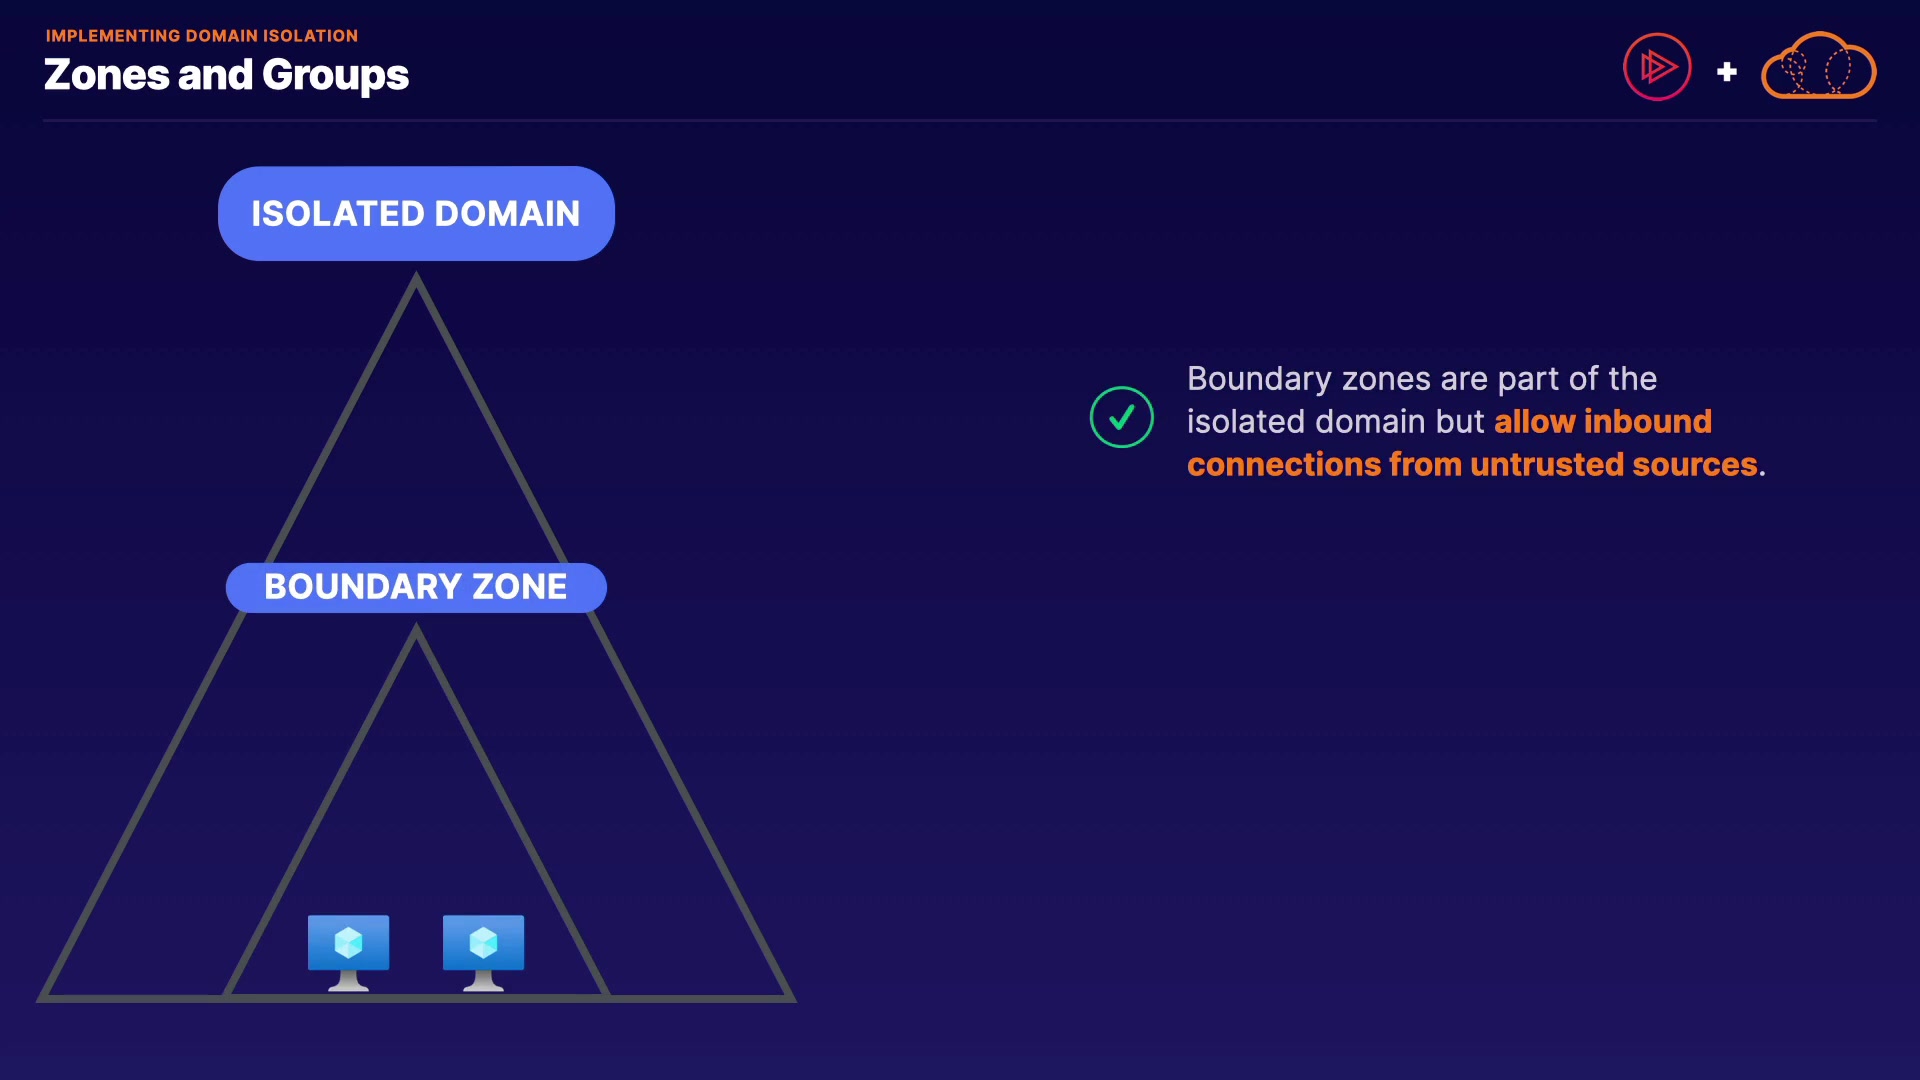 IMPLEMENTING DOMAIN ISOLATION
Zones and Groups
ISOLATED DOMAIN
BOUNDARY ZONE
Boundary zones are part of the
isolated domain but allow inbound
connections from untrusted sources.